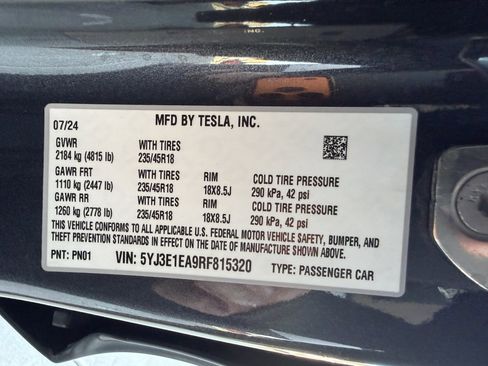 INC.
07/24 MFD BY TESLA, INC.
GVWR WITH TIRES
2184 kg (4815 lb) 235/45R18
GAWR FRT WITH TIRES RIM COLD TIRE PRESSURE
1110 kg (2447 lb) 235/45R18 18X8.5J 290 kPa, 42 psi
GAWR RR WITH TIRES RIM COLD TIRE PRESSURE
1260 kg (2778 lb) 235/45R18 18X8.5J 290 kPa, 42 psi
THIS VEHICLE CONFORMS TO ALL APPLICABLE U.S. FEDERAL MOTOR VEHICLE SAFETY, BUMPER, AND
THEFT PREVENTION STANDARDS IN EFFECT ON THE DATE OF MANUFACTURE SHOWN ABOVE.
PNT: PN01 VIN: 5YJ3E1EA9RF815320 TYPE: PASSENGER CAR